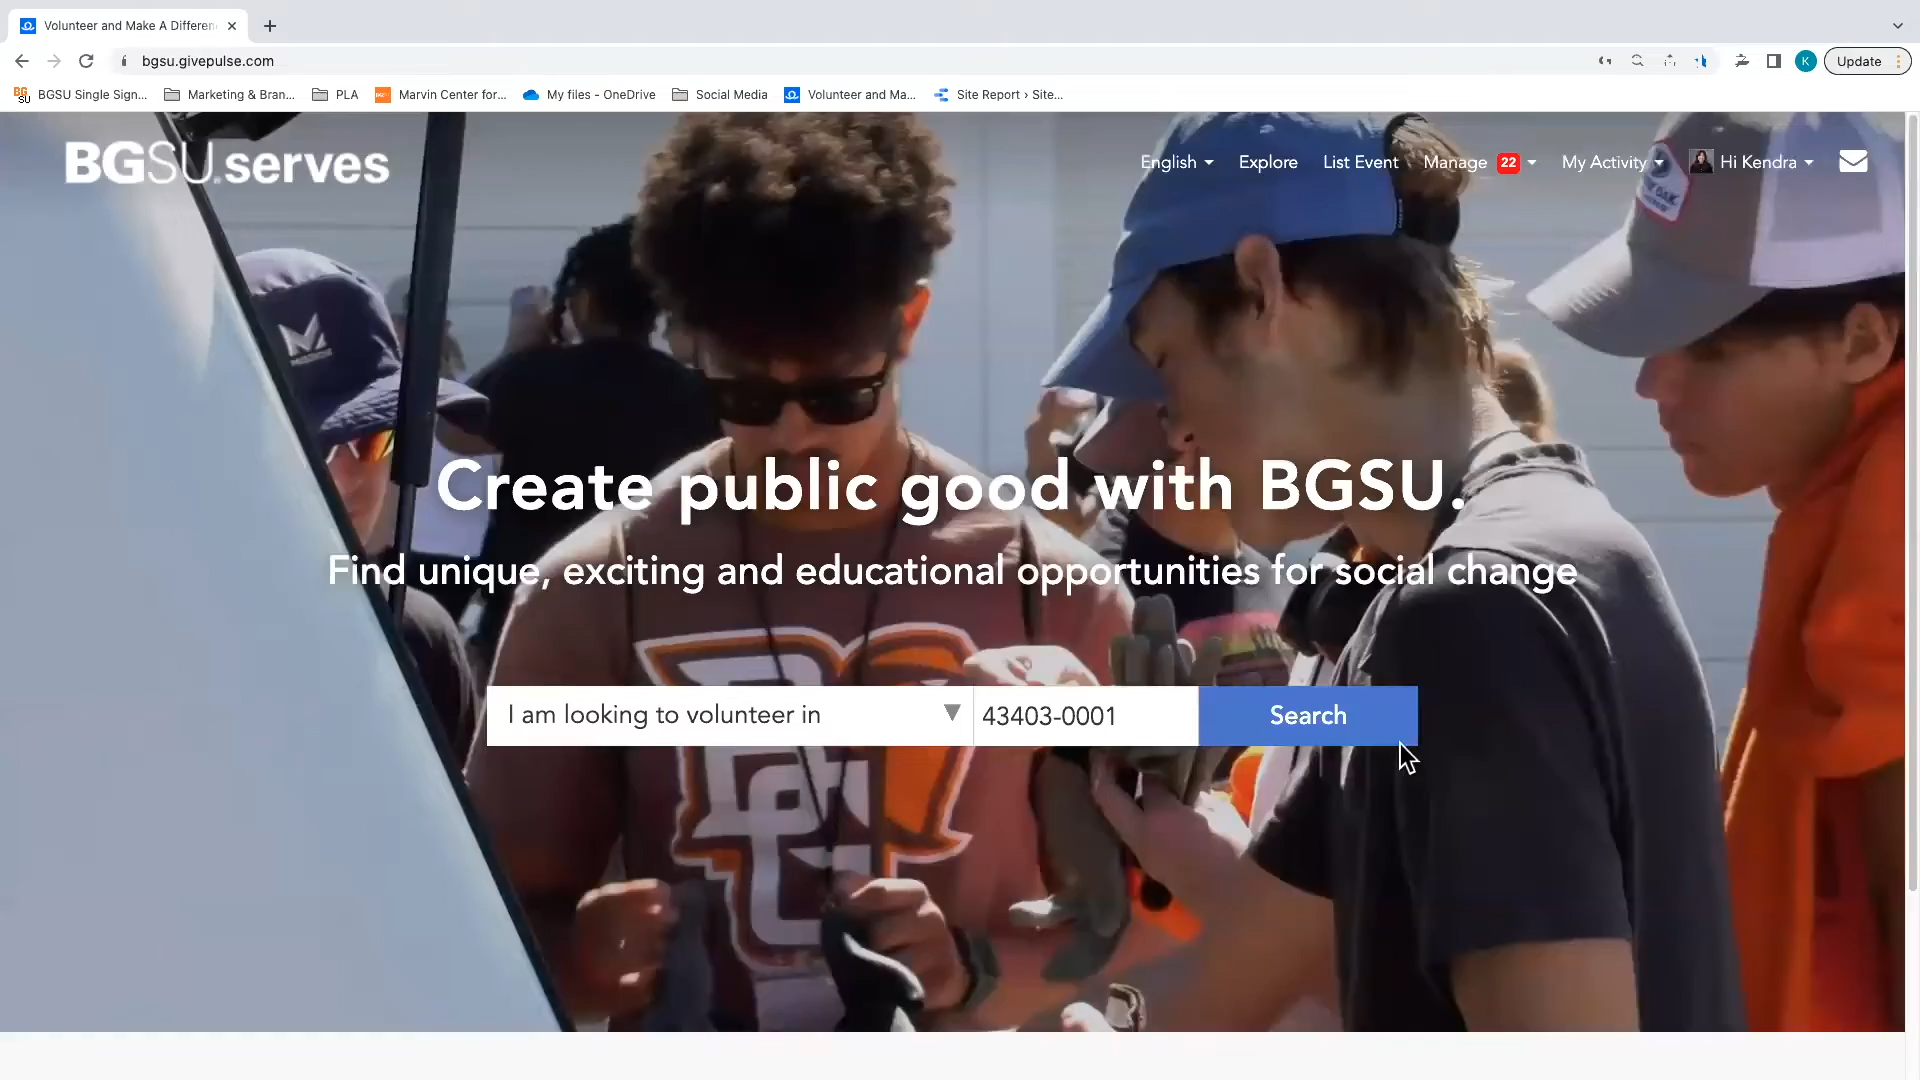 Volunteer and Make A Differen
bgsu.givepulse.com
K
Update
BG SU
BGSU Single Sign...
Marketing & Bran...
PLA
Marvin Center for...
My files - OneDrive
Social Media
Volunteer and Ma...
Site Report › Site...
BGSU serves
English
Explore
List Event
Manage 22
My Activity
Hi Kendra
Create public good with BGSU.
Find unique, exciting and educational opportunities for social change
I am looking to volunteer in
43403-0001
Search